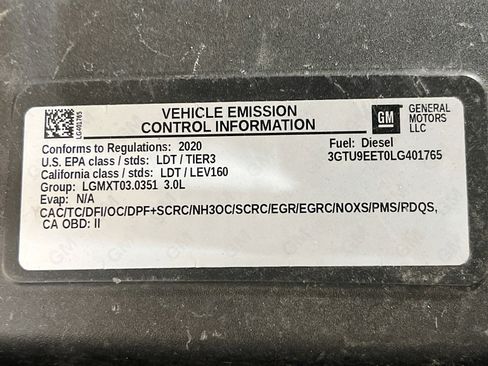 LG401765
VEHICLE EMISSION
CONTROL INFORMATION
GM
GENERAL
MOTORS
LLC
Conforms to Regulations: 2020
Fuel: Diesel
U.S. EPA class / stds: LDT / TIER3
3GTU9EET0LG401765
California class / stds: LDT / LEV160
Group: LGMXT03.0351 3.0L
Evap: N/A
CAC/TC/DFI/OC/DPF+SCRC/NH3OC/SCRC/EGR/EGRC/NOXS/PMS/RDQS,
CA OBD: II